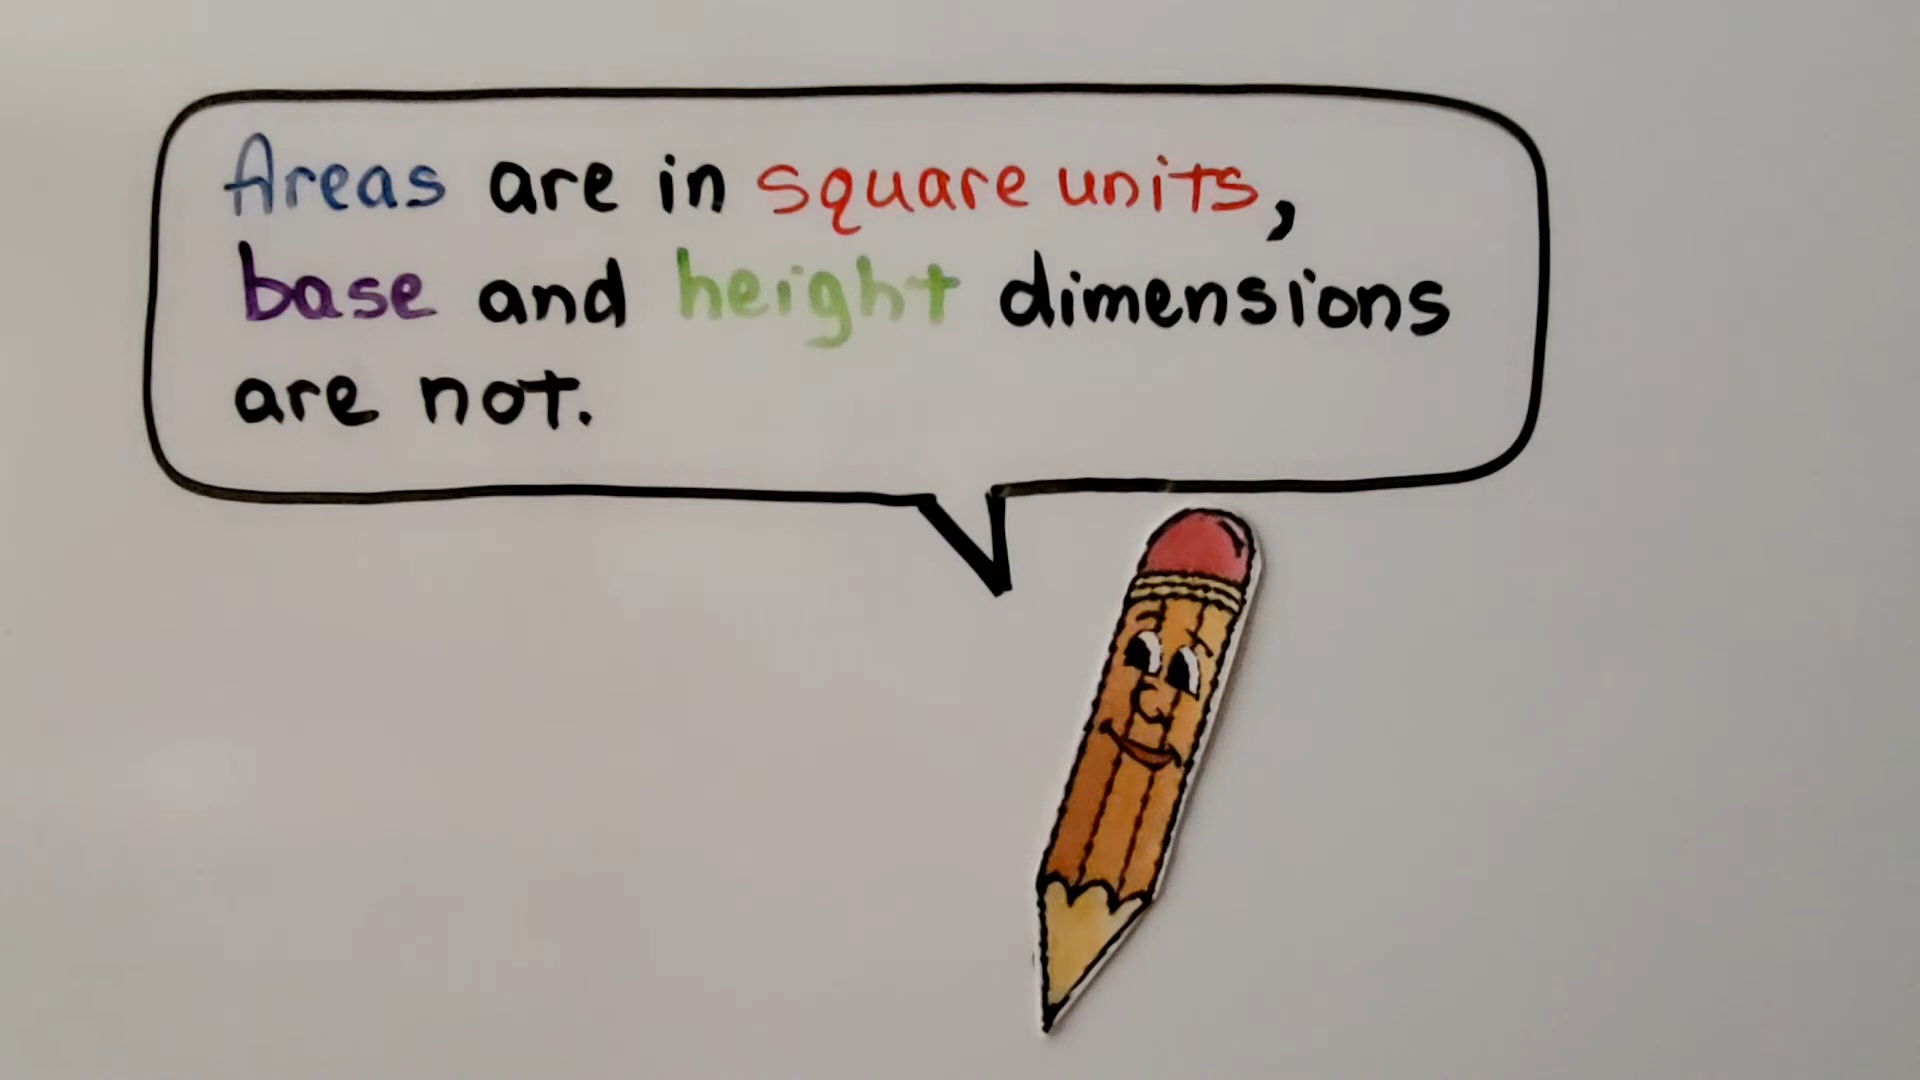 Areas are in square units,
base and height dimensions
are not.